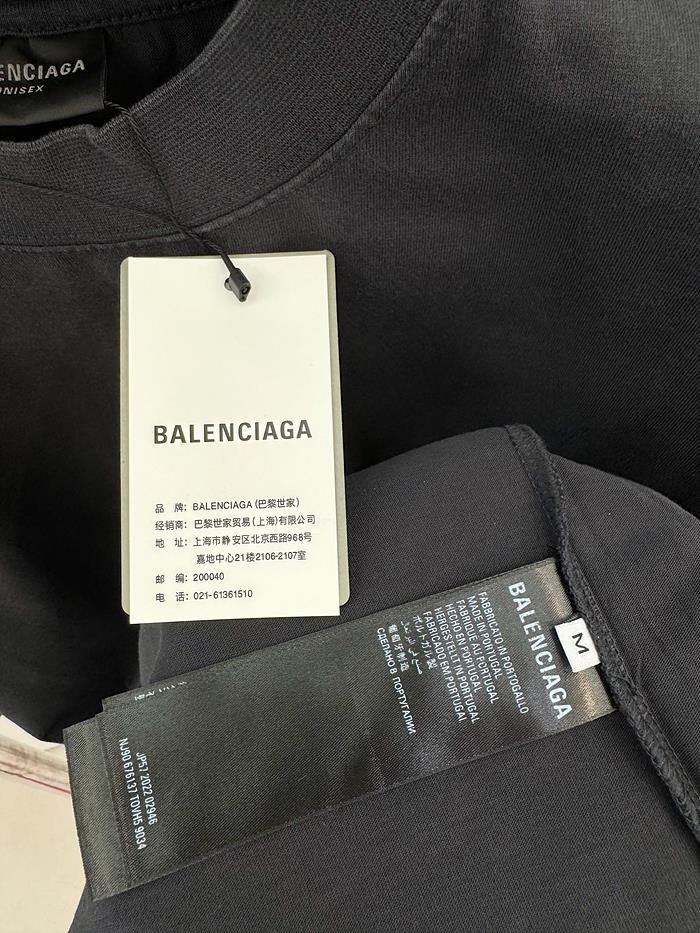 ENCIAGA
UNISEX
BALENCIAGA
品 牌: BALENCIAGA (巴黎世家)
经销商: 巴黎世家贸易(上海)有限公司
地 址: 上海市静安区北京西路968号
嘉地中心21楼2106-2107室
邮 编: 200040
电 话: 021-61361510
BALENCIAGA
M
FABBRICATO IN PORTOGALLO
MADE IN PORTUGAL
FABRIQUE AU PORTUGAL
HECHO EN PORTUGAL
HERGESTELLT IN PORTUGAL
FABRICADO EM PORTUGAL
ポルトガル製
صنع في البرتغال
葡萄牙制造
СДЕЛАНО В ПОРТУГАЛИИ
JP57 2022 02946
NJ90 676137 TOVH5 9034